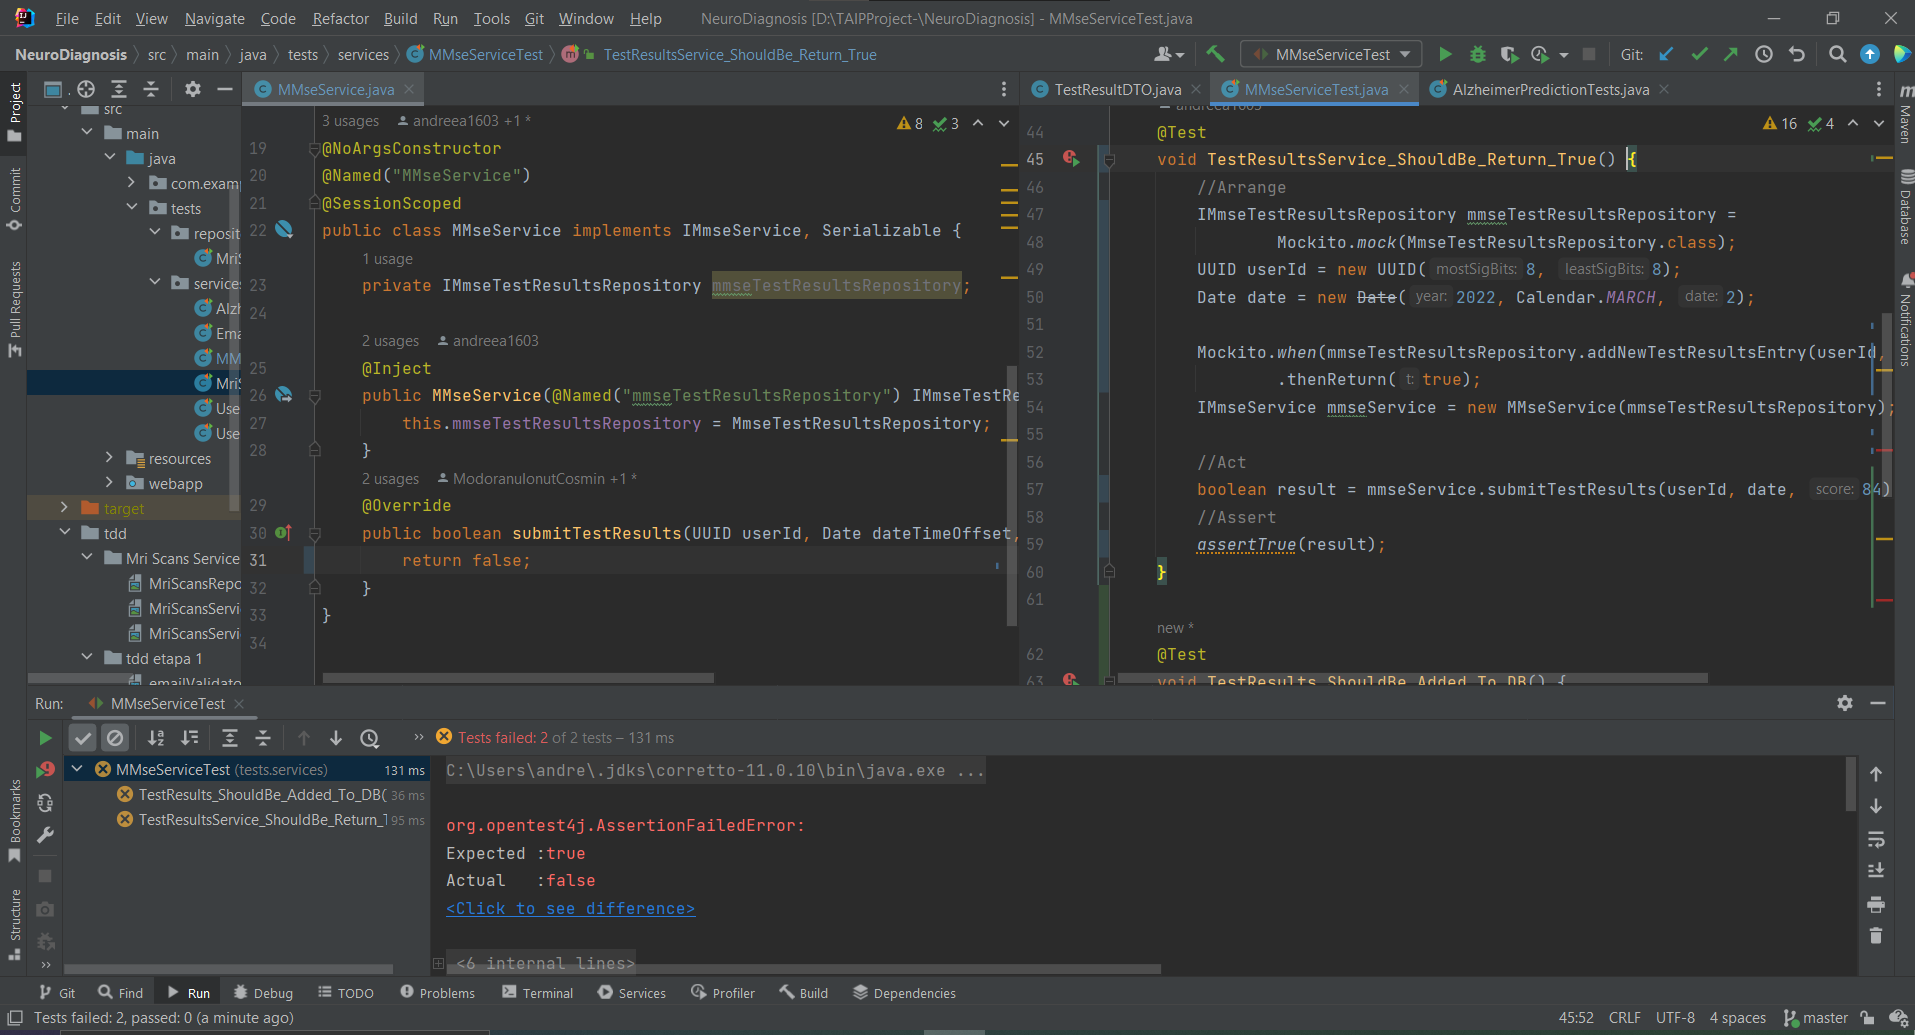 File Edit View Navigate Code Refactor Build Run Tools Git Window Help NeuroDiagnosis [D:\TAIPProject-\NeuroDiagnosis] - MMseServiceTest.java
NeuroDiagnosis src main java tests services MMseServiceTest TestResultsService_ShouldBe_Return_True MMseServiceTest Git:
Project
Commit
Pull Requests
Bookmarks
Structure
src
main
java
com.examp
tests
reposit
MriS
service
Alzh
Ema
MM
MriS
Use
Use
resources
webapp
target
tdd
Mri Scans Service
MriScansRepo
MriScansServi
MriScansServi
tdd etapa 1
emailValidato
MMseService.java
3 usages andreea1603 +1 *
8 3
19 @NoArgsConstructor
20 @Named("MMseService")
21 @SessionScoped
22 public class MMseService implements IMmseService, Serializable {
1 usage
23 private IMmseTestResultsRepository mmseTestResultsRepository;
24
2 usages andreea1603
25 @Inject
26 public MMseService(@Named("mmseTestResultsRepository") IMmseTestRe
27 this.mmseTestResultsRepository = MmseTestResultsRepository;
28 }
2 usages ModoranuIonutCosmin +1 *
29 @Override
30 public boolean submitTestResults(UUID userId, Date dateTimeOffset,
31 return false;
32 }
33 }
34
TestResultDTO.java MMseServiceTest.java AlzheimerPredictionTests.java
andreea1603
16 4
44 @Test
45 void TestResultsService_ShouldBe_Return_True() {
46 //Arrange
47 IMmseTestResultsRepository mmseTestResultsRepository =
48 Mockito.mock(MmseTestResultsRepository.class);
49 UUID userId = new UUID( mostSigBits: 8, leastSigBits: 8);
50 Date date = new Date( year: 2022, Calendar.MARCH, date: 2);
51
52 Mockito.when(mmseTestResultsRepository.addNewTestResultsEntry(userId,
53 .thenReturn( t: true);
54 IMmseService mmseService = new MMseService(mmseTestResultsRepository);
55
56 //Act
57 boolean result = mmseService.submitTestResults(userId, date, score: 84)
58 //Assert
59 assertTrue(result);
60 }
61
new *
62 @Test
63 void TestResults_ShouldBe_Added_To_DB() {
Maven
Database
Notifications
Run: MMseServiceTest
Tests failed: 2 of 2 tests – 131 ms
MMseServiceTest (tests.services) 131 ms
TestResults_ShouldBe_Added_To_DB( 36 ms
TestResultsService_ShouldBe_Return_T 95 ms
C:\Users\andre\.jdks\corretto-11.0.10\bin\java.exe ...
org.opentest4j.AssertionFailedError:
Expected :true
Actual :false
<Click to see difference>
<6 internal lines>
Git Find Run Debug TODO Problems Terminal Services Profiler Build Dependencies
Tests failed: 2, passed: 0 (a minute ago) 45:52 CRLF UTF-8 4 spaces master